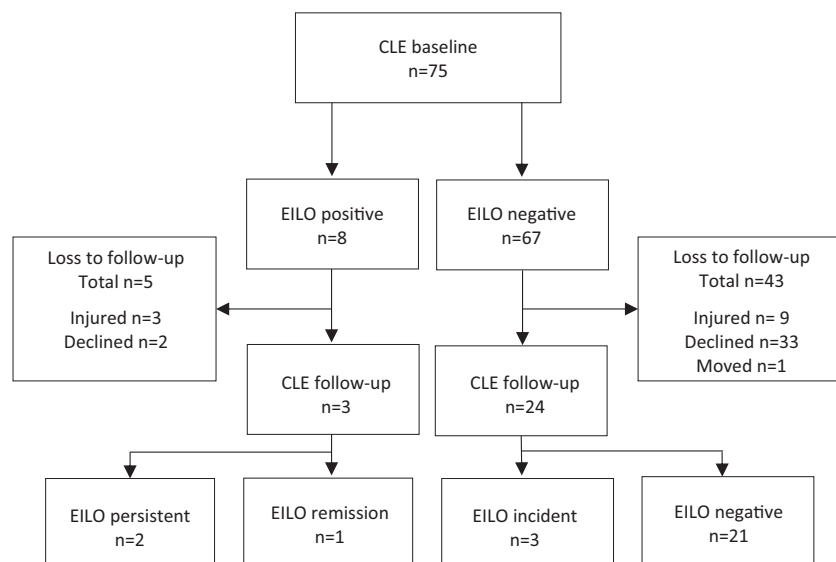 CLE baseline
n=75
EILO positive
n=8
EILO negative
n=67
Loss to follow-up
Total n=5
Injured n=3
Declined n=2
Loss to follow-up
Total n=43
Injured n= 9
Declined n=33
Moved n=1
CLE follow-up
n=3
CLE follow-up
n=24
EILO persistent
n=2
EILO remission
n=1
EILO incident
n=3
EILO negative
n=21